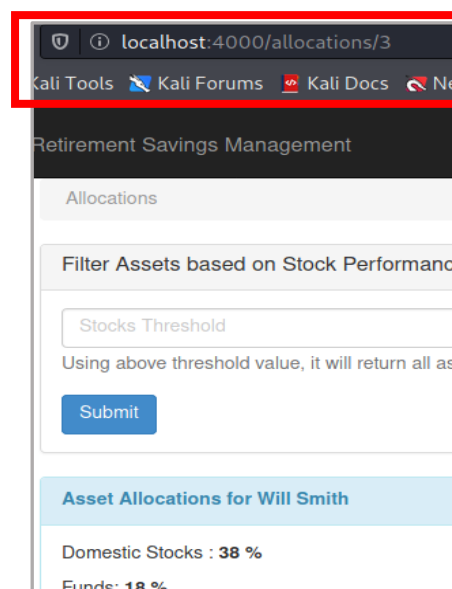 localhost:4000/allocations/3
Kali Tools Kali Forums Kali Docs
Retirement Savings Management
Allocations
Filter Assets based on Stock
Stocks Threshold
Using above threshold value, it will return all
Submit
Asset Allocations for Will Smith
Domestic Stocks : 38 %
Funds: 18 %